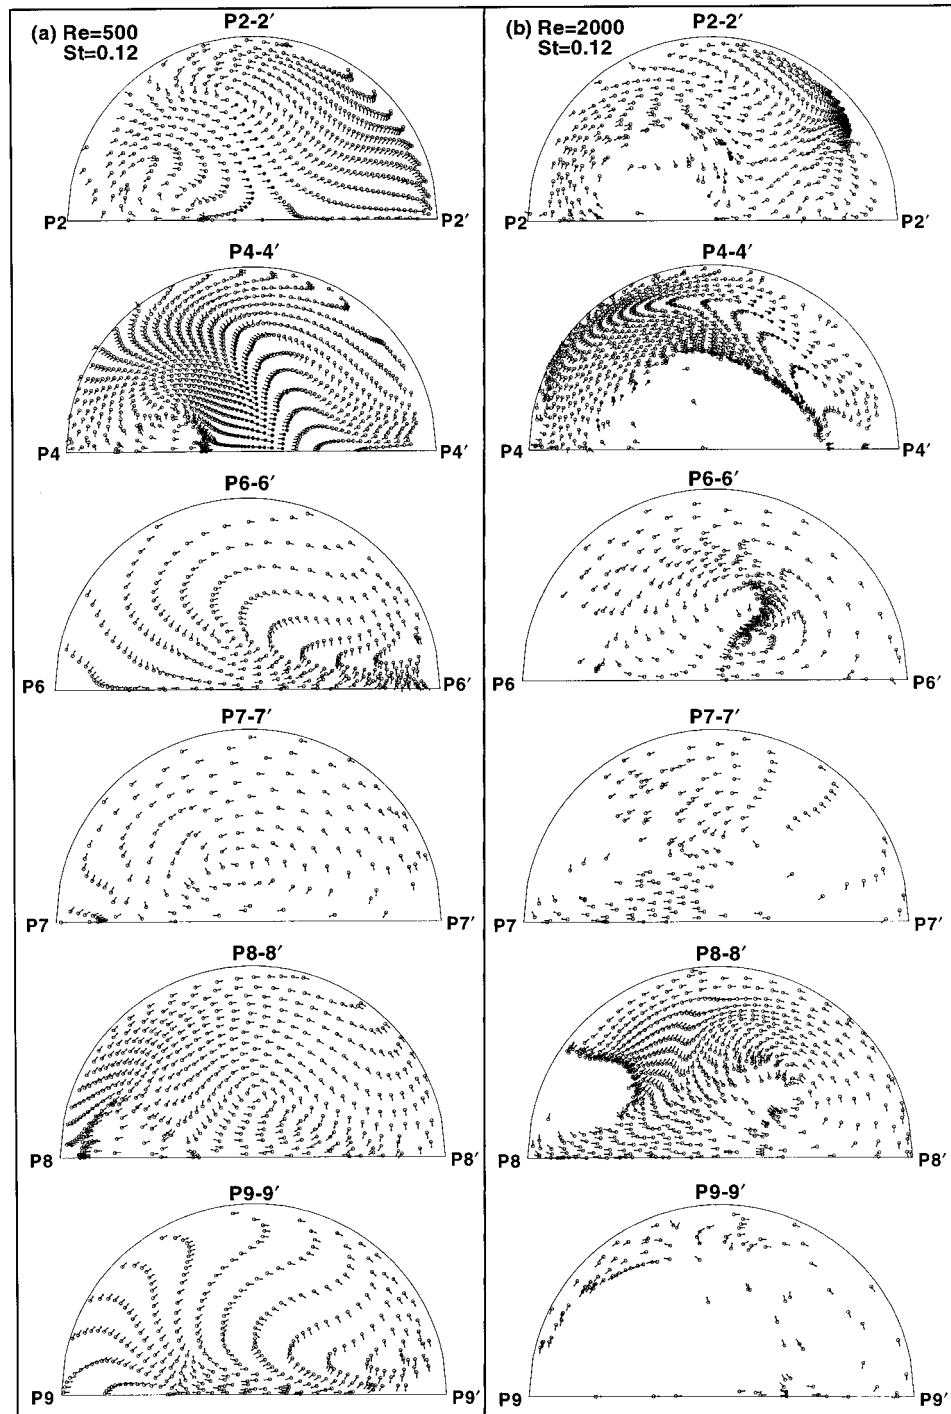 (a) Re=500
St=0.12
P2-2′
P2
P2′
P4-4′
P4
P4′
P6-6′
P6
P6′
P7-7′
P7
P7′
P8-8′
P8
P8′
P9-9′
P9
P9′
(b) Re=2000
St=0.12
P2-2′
P2
P2′
P4-4′
P4
P4′
P6-6′
P6
P6′
P7-7′
P7
P7′
P8-8′
P8
P8′
P9-9′
P9
P9′